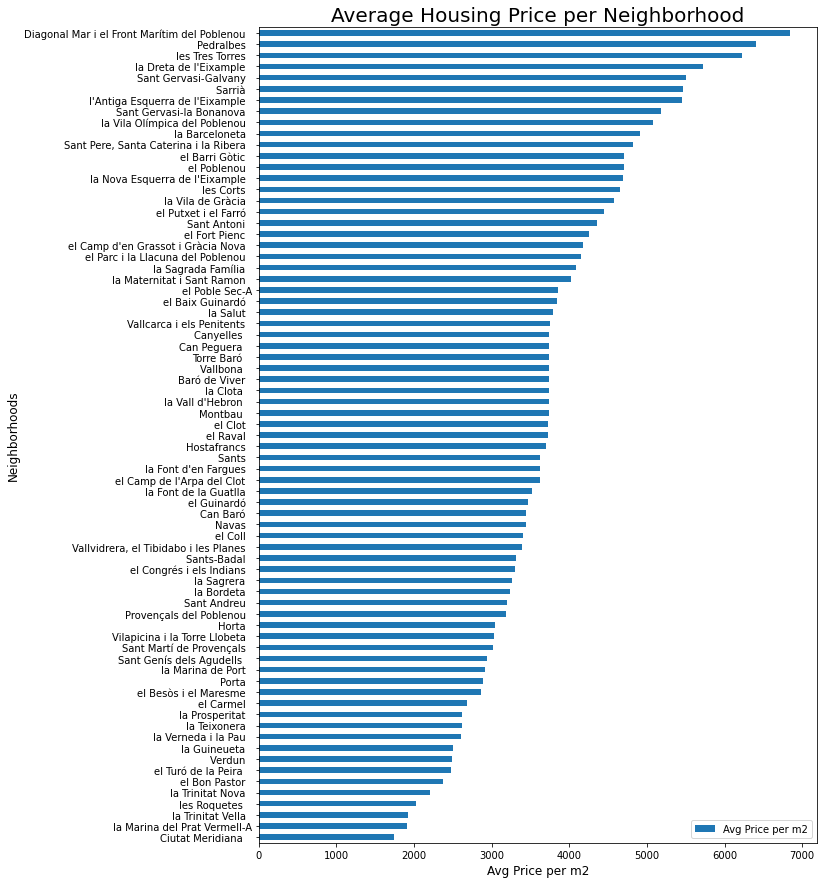 Average Housing Price per Neighborhood
Diagonal Mar i el Front Marítim del Poblenou
Pedralbes
les Tres Torres
la Dreta de l'Eixample
Sant Gervasi-Galvany
Sarrià
l'Antiga Esquerra de l'Eixample
Sant Gervasi-la Bonanova
la Vila Olímpica del Poblenou
la Barceloneta
Sant Pere, Santa Caterina i la Ribera
el Barri Gòtic
el Poblenou
la Nova Esquerra de l'Eixample
les Corts
la Vila de Gràcia
el Putxet i el Farró
Sant Antoni
el Fort Pienc
el Camp d'en Grassot i Gràcia Nova
el Parc i la Llacuna del Poblenou
la Sagrada Família
la Maternitat i Sant Ramon
el Poble Sec-A
el Baix Guinardó
la Salut
Vallcarca i els Penitents
Canyelles
Can Peguera
Torre Baró
Vallbona
Baró de Viver
la Clota
la Vall d'Hebron
Montbau
el Clot
el Raval
Hostafrancs
Sants
la Font d'en Fargues
el Camp de l'Arpa del Clot
la Font de la Guatlla
el Guinardó
Can Baró
Navas
el Coll
Vallvidrera, el Tibidabo i les Planes
Sants-Badal
el Congrés i els Indians
la Sagrera
la Bordeta
Sant Andreu
Provençals del Poblenou
Horta
Vilapicina i la Torre Llobeta
Sant Martí de Provençals
Sant Genís dels Agudells
la Marina de Port
Porta
el Besòs i el Maresme
el Carmel
la Prosperitat
la Teixonera
la Verneda i la Pau
la Guineueta
Verdun
el Turó de la Peira
el Bon Pastor
la Trinitat Nova
les Roquetes
la Trinitat Vella
la Marina del Prat Vermell-A
Ciutat Meridiana
Neighborhoods
Avg Price per m2
0 1000 2000 3000 4000 5000 6000 7000
Avg Price per m2